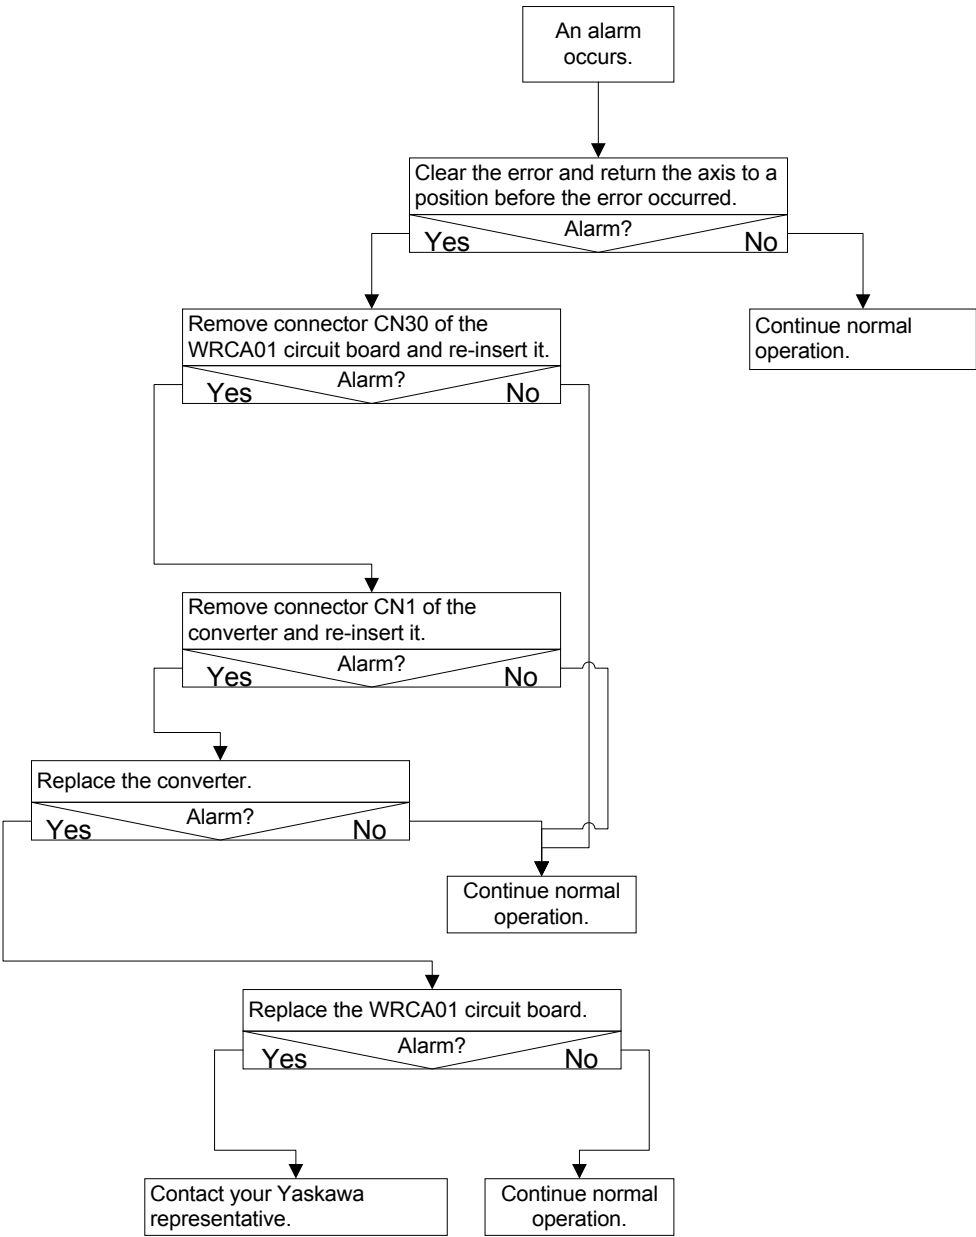 An alarm
occurs.
Clear the error and return the axis to a
position before the error occurred.
Alarm?
Yes
No
Remove connector CN30 of the
WRCA01 circuit board and re-insert it.
Alarm?
Yes
No
Continue normal
operation.
Remove connector CN1 of the
converter and re-insert it.
Alarm?
Yes
No
Replace the converter.
Alarm?
Yes
No
Continue normal
operation.
Replace the WRCA01 circuit board.
Alarm?
Yes
No
Contact your Yaskawa
representative.
Continue normal
operation.